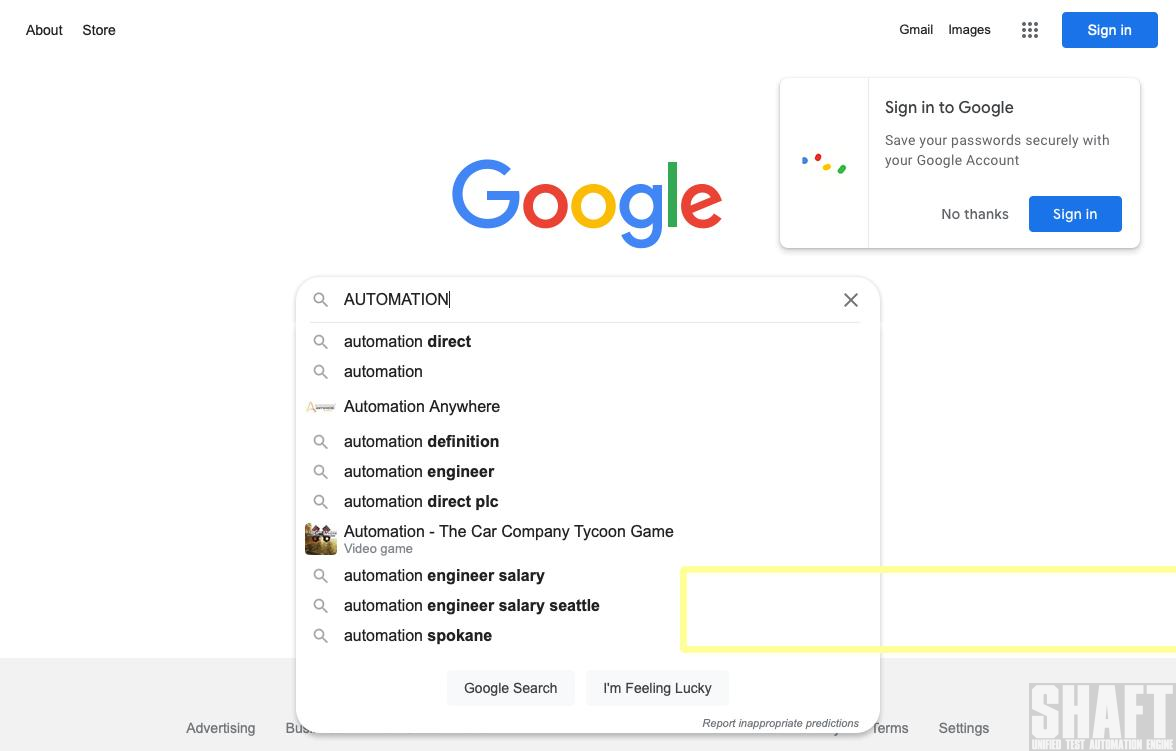 About Store
Gmail Images
Sign in
Sign in to Google
Save your passwords securely with
your Google Account
No thanks
Sign in
Google
AUTOMATION
automation direct
automation
Automation Anywhere
automation definition
automation engineer
automation direct plc
Automation - The Car Company Tycoon Game
Video game
automation engineer salary
automation engineer salary seattle
automation spokane
Google Search
I'm Feeling Lucky
Report inappropriate predictions
Advertising
Terms
Settings
SHAFT
UNIFIED TEST AUTOMATION ENGINE